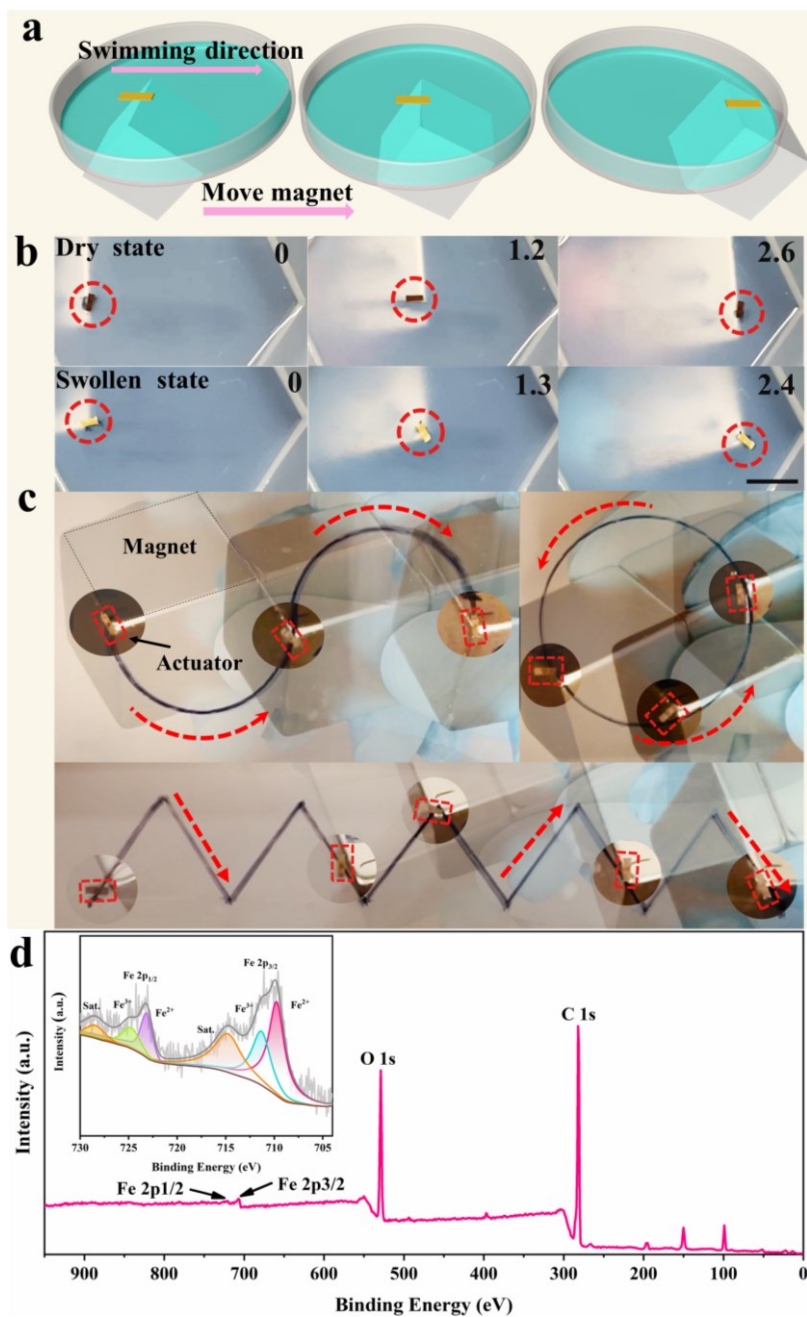 a
Swimming direction
Move magnet
b
Dry state 0 1.2 2.6
Swollen state 0 1.3 2.4
c
Magnet
Actuator
d
Intensity (a.u.)
900 800 700 600 500 400 300 200 100 0
Binding Energy (eV)
O 1s
C 1s
Fe 2p1/2
Fe 2p3/2
Intensity (a.u.)
Sat.
Fe³⁺
Fe 2p₁/₂
Fe²⁺
Sat.
Fe³⁺
Fe 2p₃/₂
Fe²⁺
730 725 720 715 710 705
Binding Energy (eV)